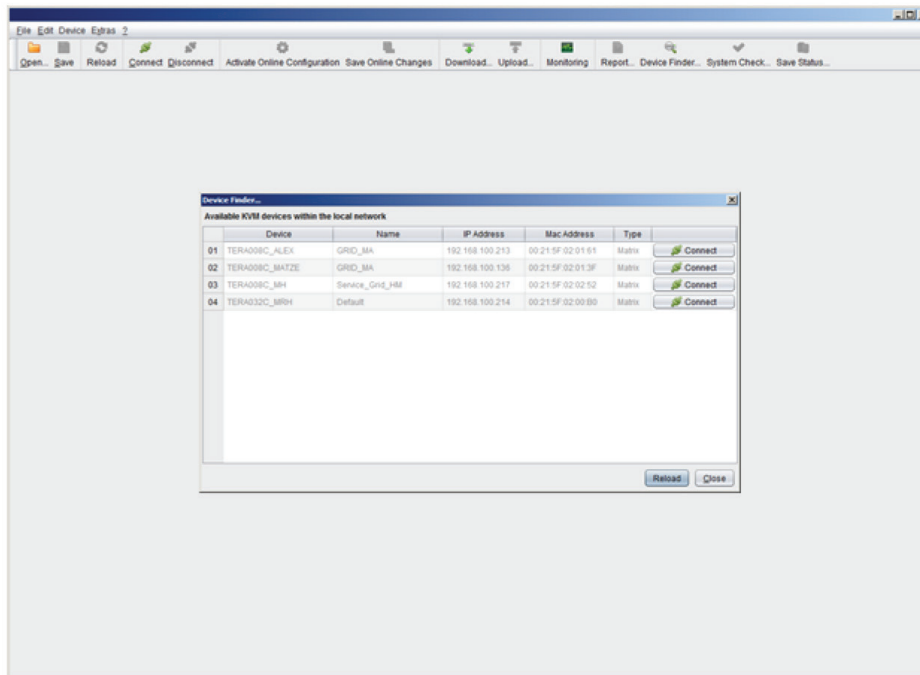 File Edit Device Extras ?
Open... Save Reload Connect Disconnect Activate Online Configuration Save Online Changes Download... Upload... Monitoring Report... Device Finder... System Check... Save Status...
Device Finder...
Available KVM devices within the local network
Device Name IP Address Mac Address Type
01 TERA008C_ALEX GRID_MA 192.168.100.213 00:21:5F:02:01:61 Matrix Connect
02 TERA008C_MATZE GRID_MA 192.168.100.136 00:21:5F:02:01:3F Matrix Connect
03 TERA008C_MH Service_Grid_HM 192.168.100.217 00:21:5F:02:02:52 Matrix Connect
04 TERA032C_MRH Default 192.168.100.214 00:21:5F:02:00:B0 Matrix Connect
Reload Close